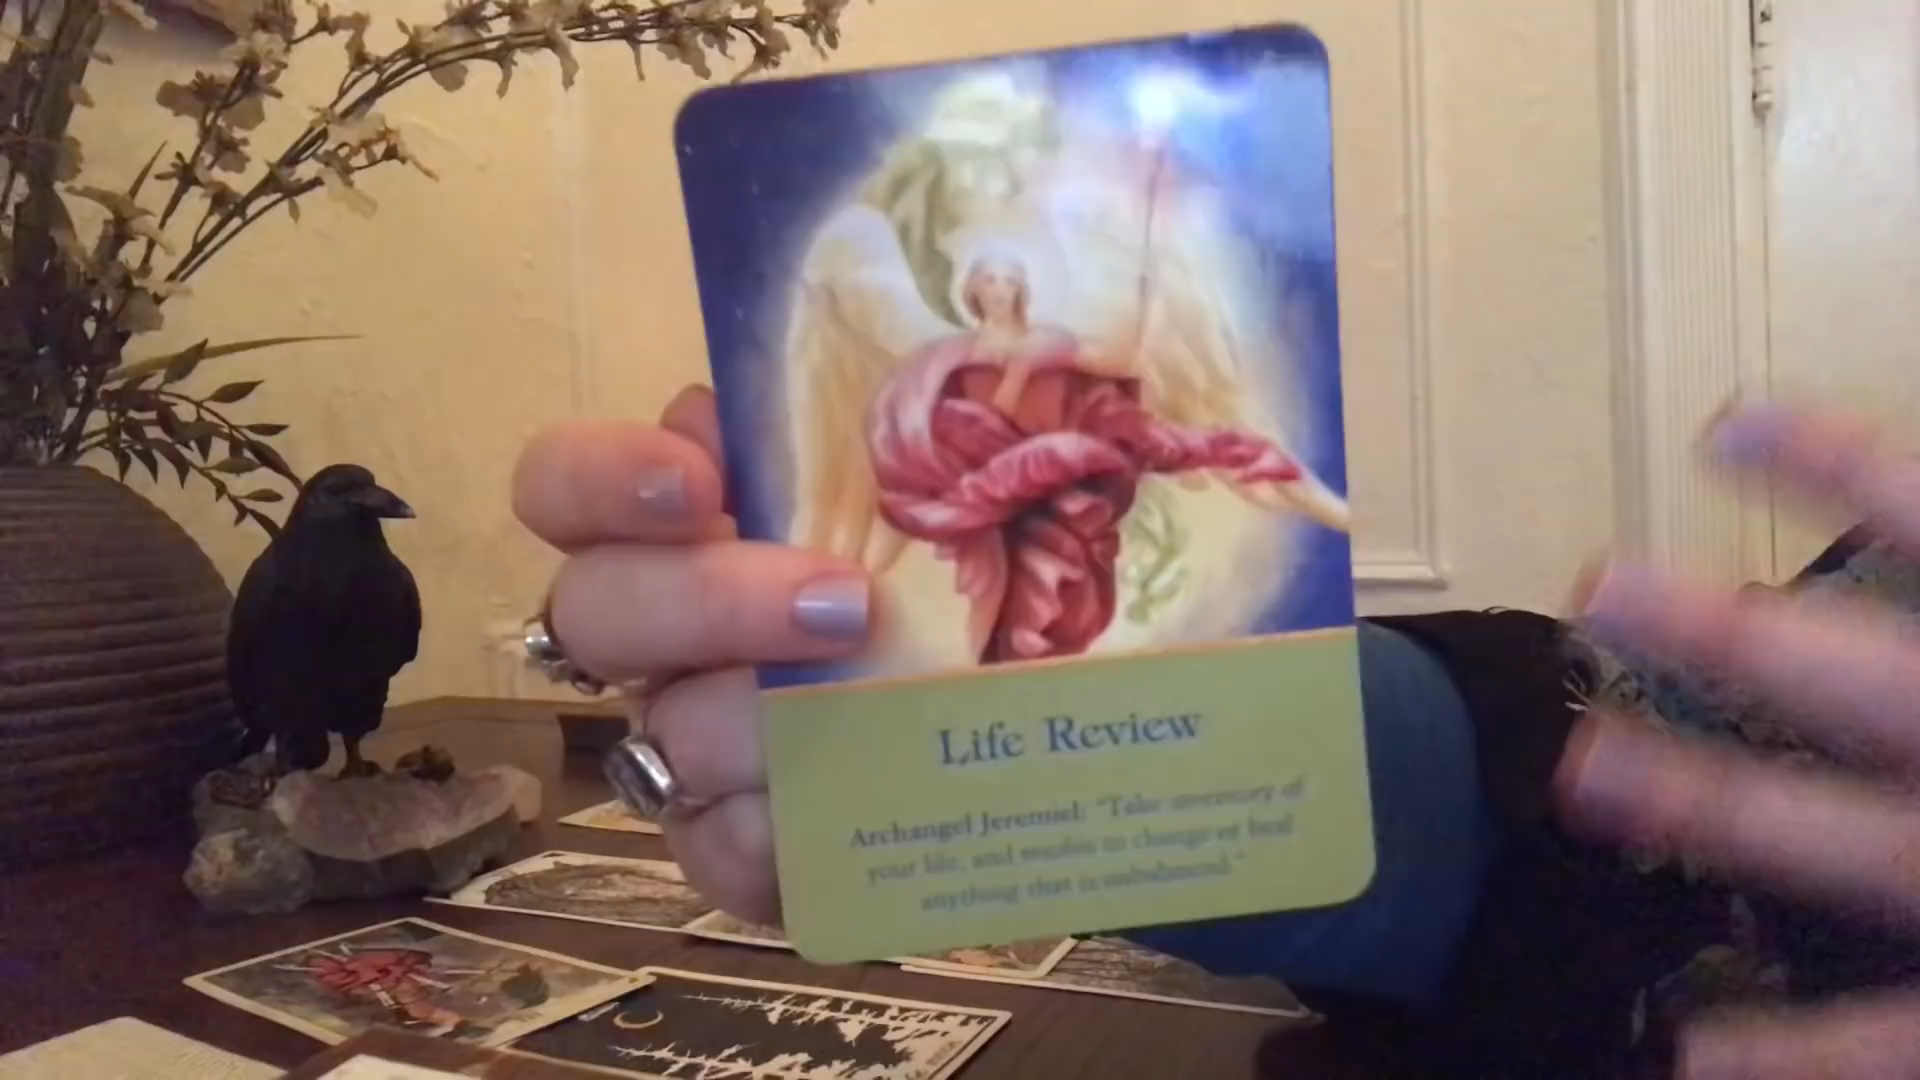 Life Review
Archangel Jeremiel: "Take inventory of
your life, and resolve to change or heal
anything that is unbalanced."